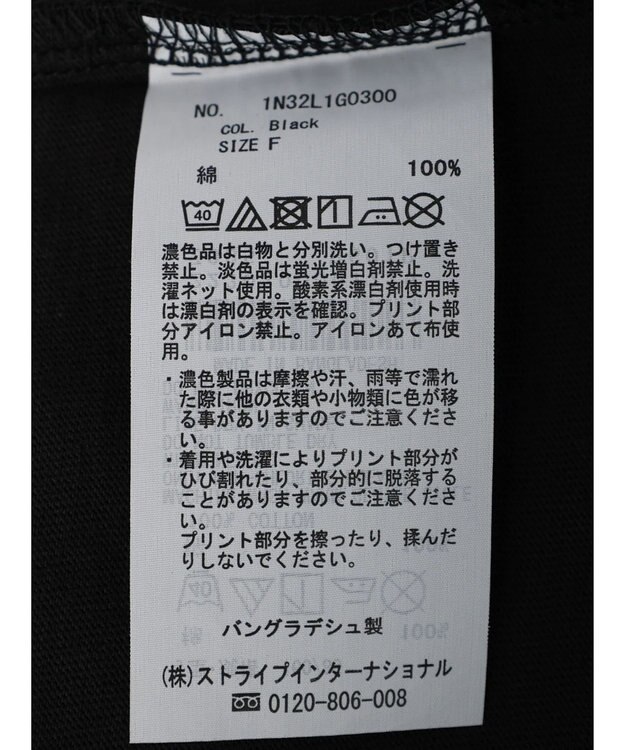 NO. 1N32L1G0300
COL. Black
SIZE F
綿 100%
40
濃色品は白物と分別洗い。つけ置き
禁止。淡色品は蛍光増白剤禁止。洗
濯ネット使用。酸素系漂白剤使用時
は漂白剤の表示を確認。プリント部
分アイロン禁止。アイロンあて布使
用。
・濃色製品は摩擦や汗、雨等で濡れ
た際に他の衣類や小物類に色が移
る事がありますのでご注意くださ
い。
・着用や洗濯によりプリント部分が
ひび割れたり、部分的に脱落する
ことがありますのでご注意くださ
い。
プリント部分を擦ったり、揉んだ
りしないでください。
バングラデシュ製
(株)ストライプインターナショナル
0120-806-008